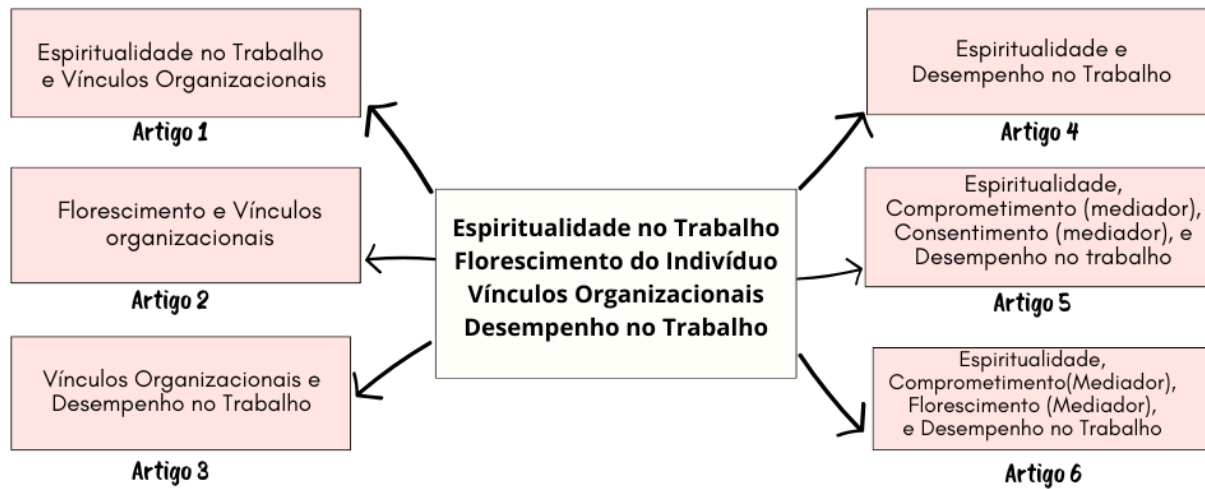 Espiritualidade no Trabalho
e Vínculos Organizacionais
Artigo 1
Florescimento e Vínculos
organizacionais
Artigo 2
Vínculos Organizacionais e
Desempenho no Trabalho
Artigo 3
Espiritualidade no Trabalho
Florescimento do Indivíduo
Vínculos Organizacionais
Desempenho no Trabalho
Espiritualidade e
Desempenho no Trabalho
Artigo 4
Espiritualidade,
Comprometimento (mediador),
Consentimento (mediador), e
Desempenho no trabalho
Artigo 5
Espiritualidade,
Comprometimento(Mediador),
Florescimento (Mediador),
e Desempenho no Trabalho
Artigo 6